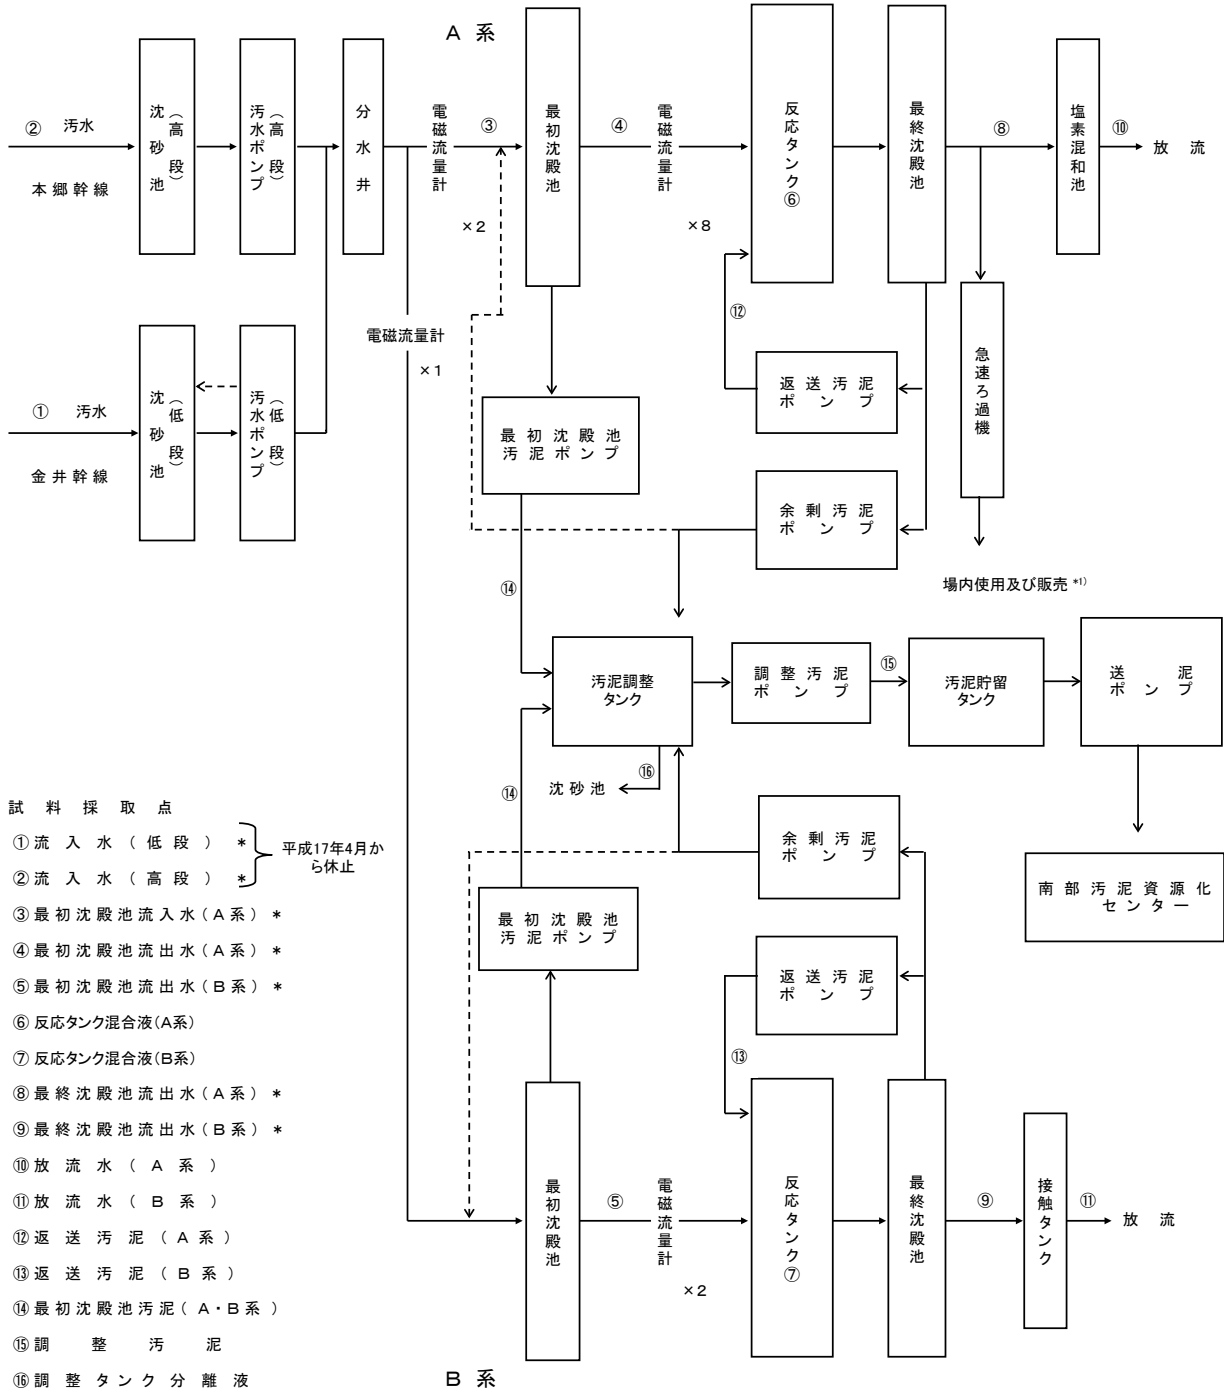 A 系
② 汚水
本郷幹線
沈砂池(高段)
汚水ポンプ(高段)
分水井
電磁流量計
③
×2
最初沈殿池
④
電磁流量計
×8
反応タンク⑥
最終沈殿池
⑧
塩素混和池
⑩
放流
① 汚水
金井幹線
沈砂池(低段)
汚水ポンプ(低段)
電磁流量計
×1
⑫
返送汚泥
ポンプ
急速ろ過機
最初沈殿池
汚泥ポンプ
余剰汚泥
ポンプ
場内使用及び販売 *1)
⑭
汚泥調整
タンク
調整汚泥
ポンプ
⑮
汚泥貯留
タンク
送泥
ポンプ
⑯
沈砂池
⑭
余剰汚泥
ポンプ
南部汚泥資源化
センター
最初沈殿池
汚泥ポンプ
返送汚泥
ポンプ
⑬
最初沈殿池
⑤
電磁流量計
×2
反応タンク⑦
最終沈殿池
⑨
接触タンク
⑪
放流
B 系
試料採取点
①流入水(低段) *
②流入水(高段) *
平成17年4月か
ら休止
③最初沈殿池流入水(A系) *
④最初沈殿池流出水(A系) *
⑤最初沈殿池流出水(B系) *
⑥反応タンク混合液(A系)
⑦反応タンク混合液(B系)
⑧最終沈殿池流出水(A系) *
⑨最終沈殿池流出水(B系) *
⑩放流水(A系)
⑪放流水(B系)
⑫返送汚泥(A系)
⑬返送汚泥(B系)
⑭最初沈殿池汚泥(A・B系)
⑮調整汚泥
⑯調整タンク分離液